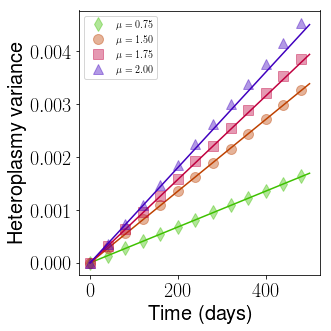 μ = 0.75
μ = 1.50
μ = 1.75
μ = 2.00
Heteroplasmy variance
0.004
0.003
0.002
0.001
0.000
0 200 400
Time (days)